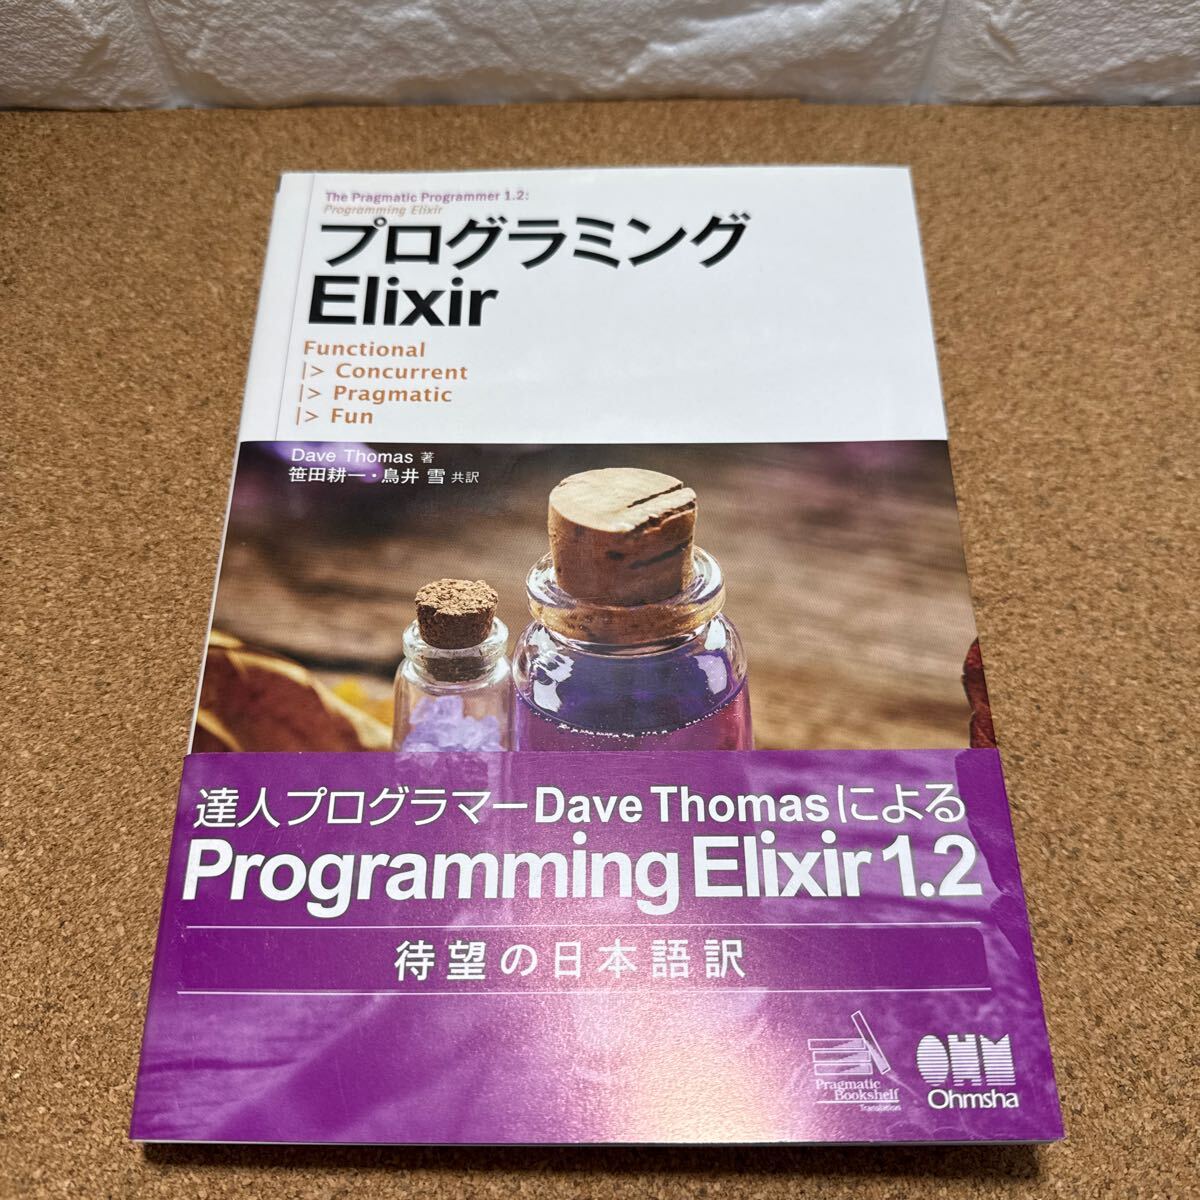 The Pragmatic Programmer 1.2:
Programming Elixir
プログラミング
Elixir
Functional
|> Concurrent
|> Pragmatic
|> Fun
Dave Thomas 著
笹田耕一・鳥井 雪 共訳
達人プログラマーDave Thomasによる
Programming Elixir 1.2
待望の日本語訳
Pragmatic
Bookshelf
Translation
OHM
Ohmsha